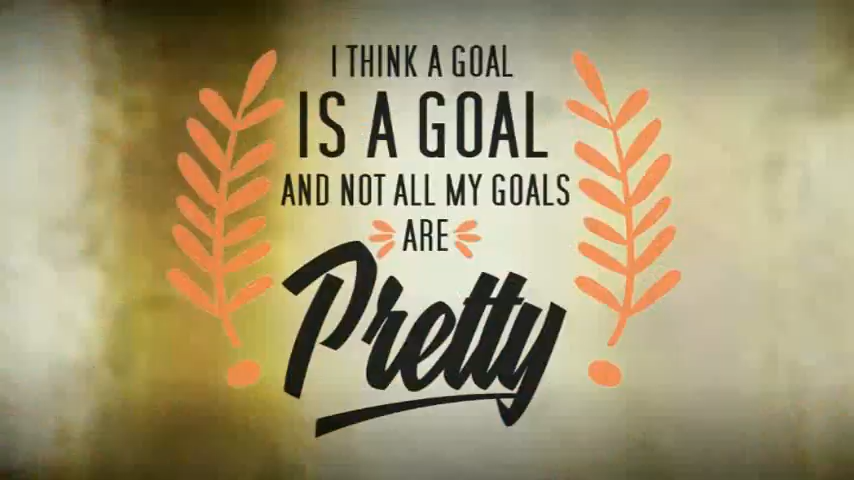 I THINK A GOAL
IS A GOAL
AND NOT ALL MY GOALS
ARE
Pretty